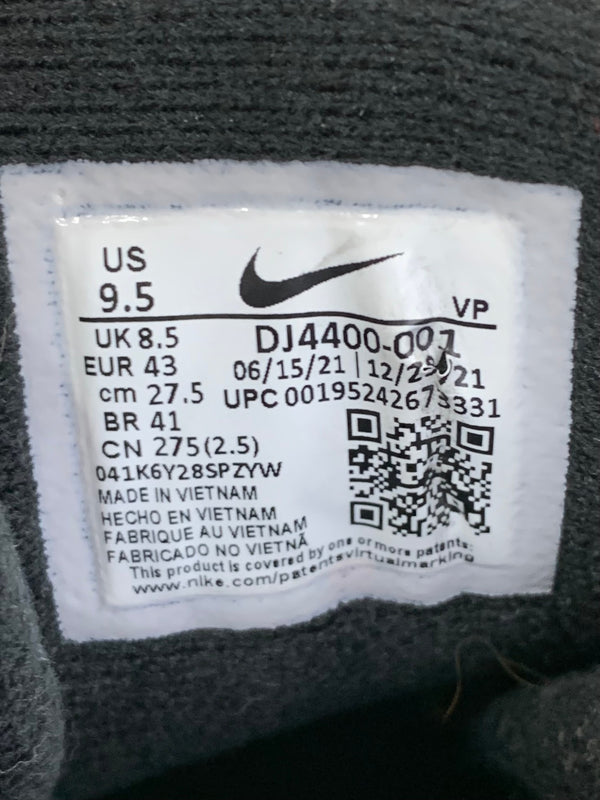 US
9.5
VP
UK 8.5
EUR 43
cm 27.5
BR 41
CN 275(2.5)
DJ4400-001
06/15/21 | 21
UPC
041K6Y28SPZYW
MADE IN VIETNAM
HECHO EN VIETNAM
FABRIQUE AU VIETNAM
FABRICADO NO VIETNÃ
This product is covered by one or more patents:
www.nike.com/patentsvirtualmarking